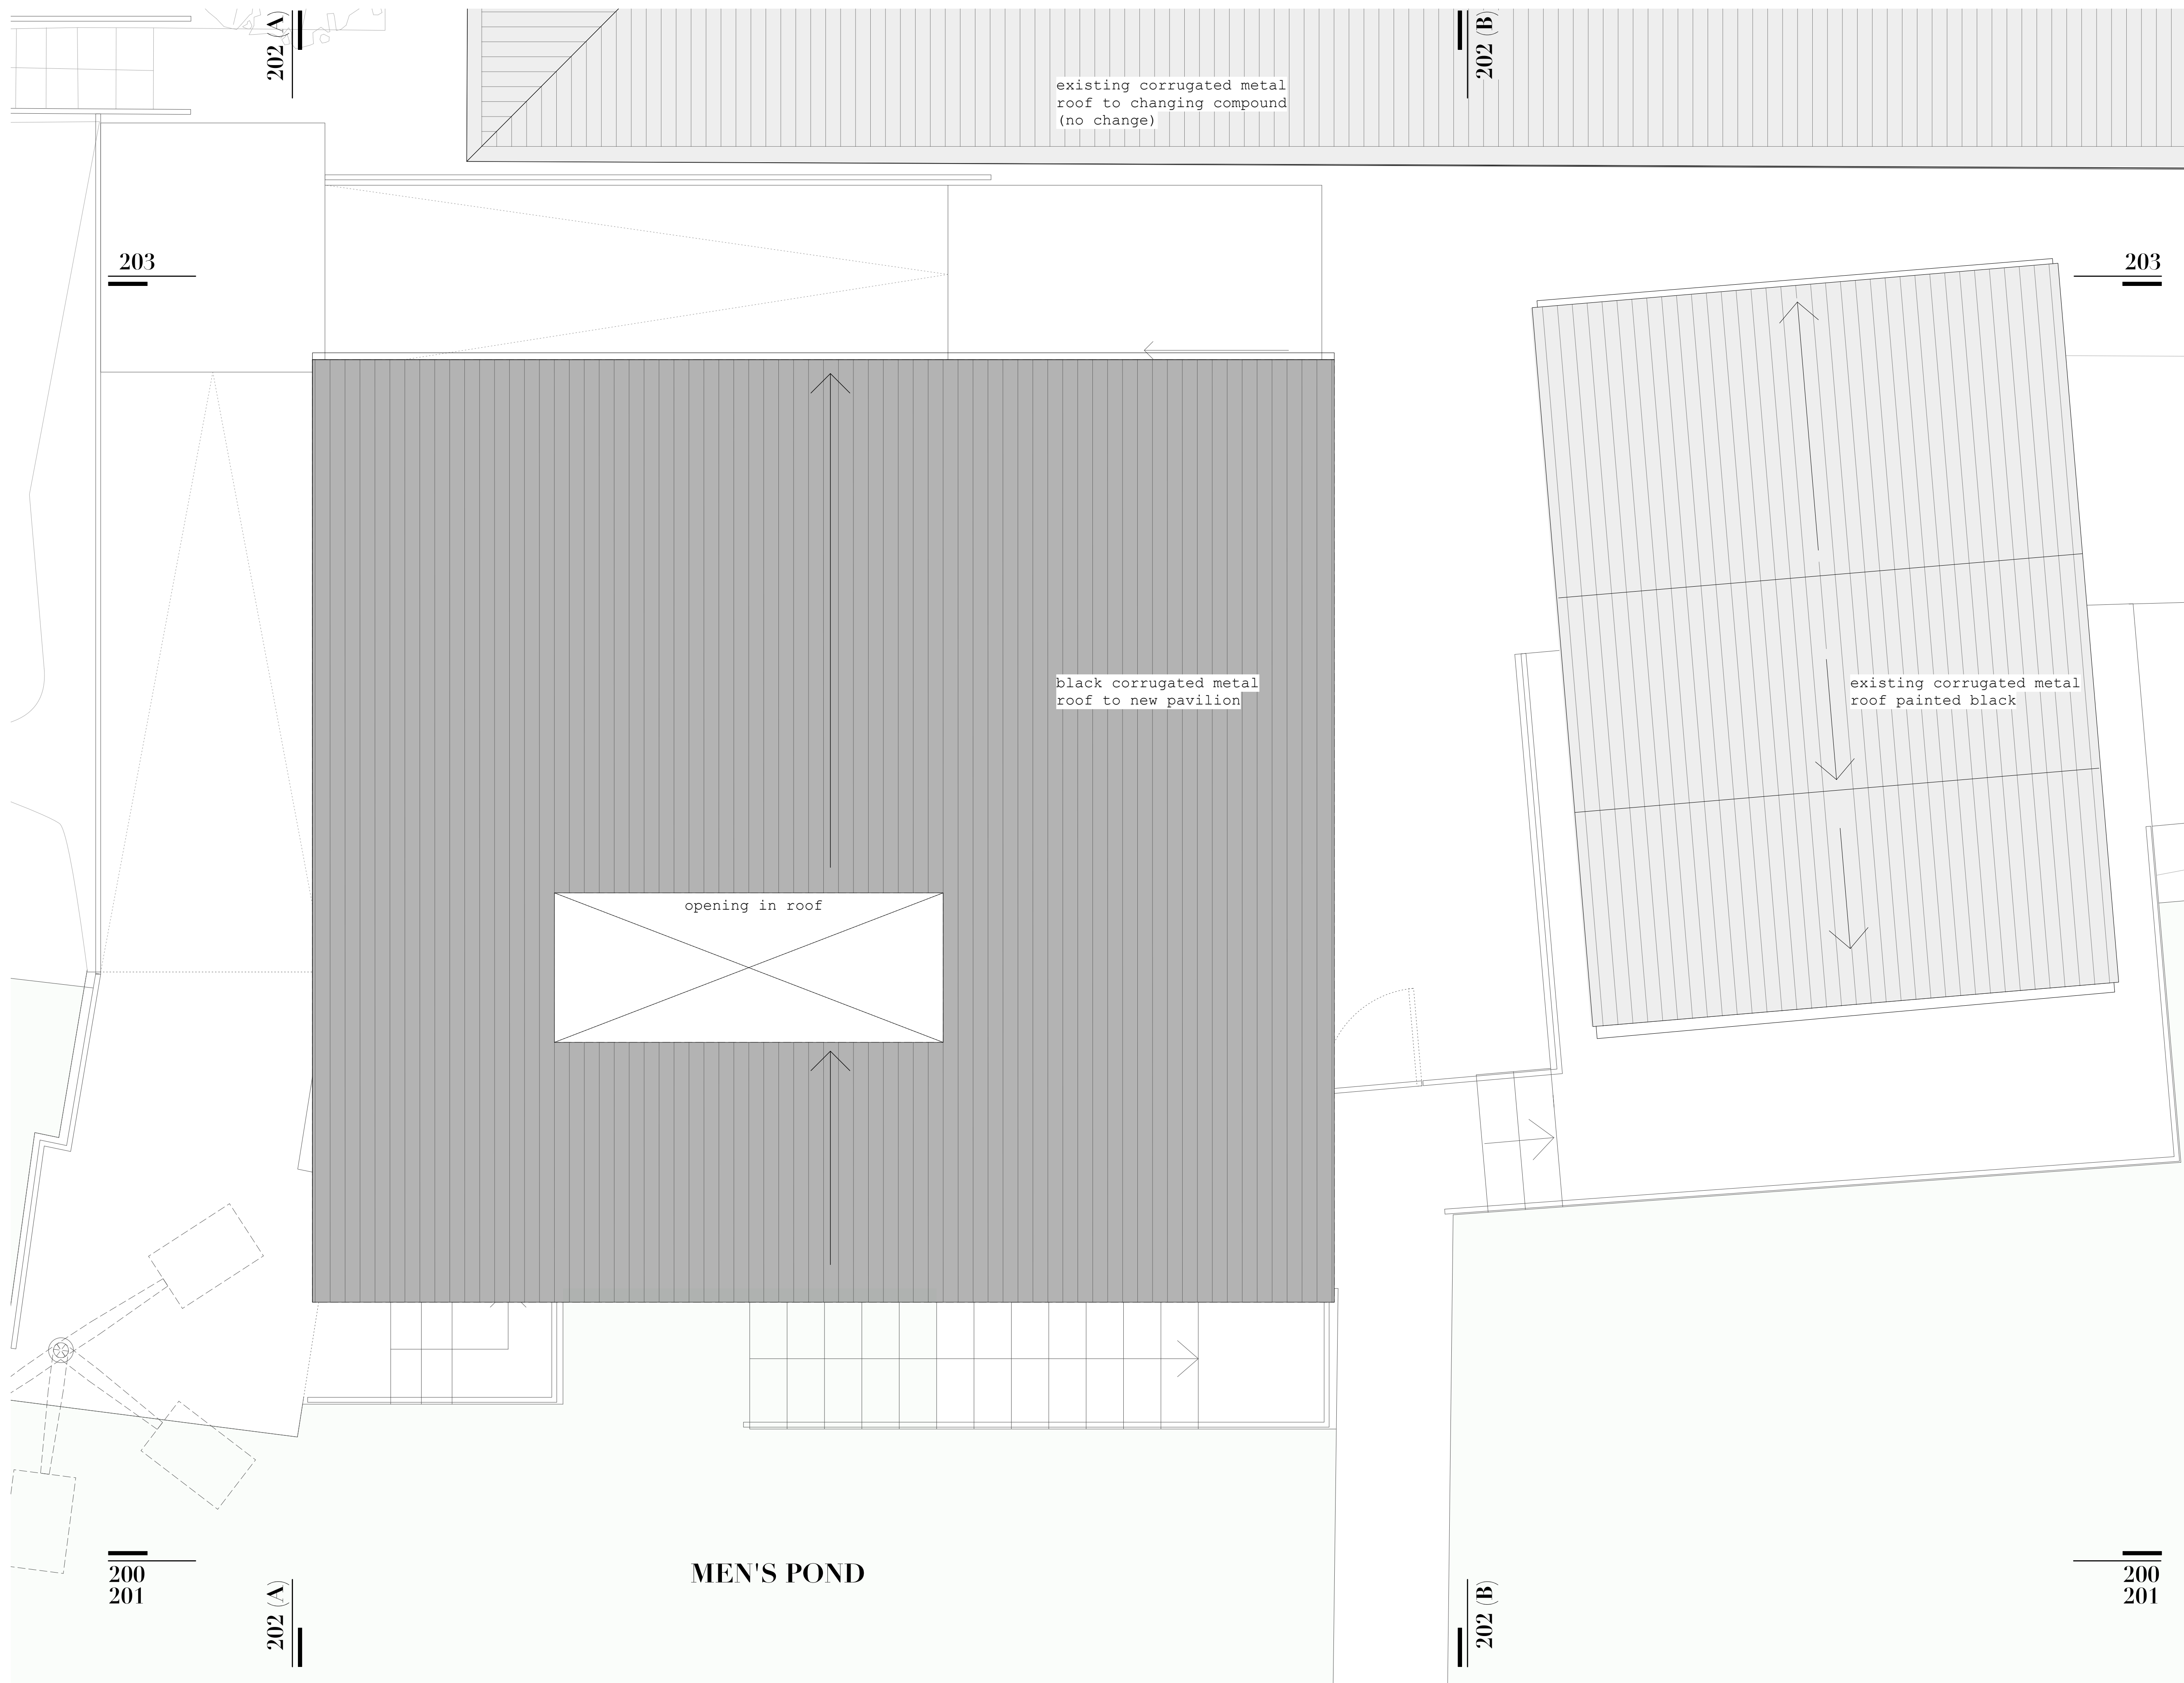 202 (A)
202 (B)
existing corrugated metal
roof to changing compound
(no change)
203
203
black corrugated metal
roof to new pavilion
existing corrugated metal
roof painted black
opening in roof
MEN'S POND
200
201
200
201
202 (A)
202 (B)